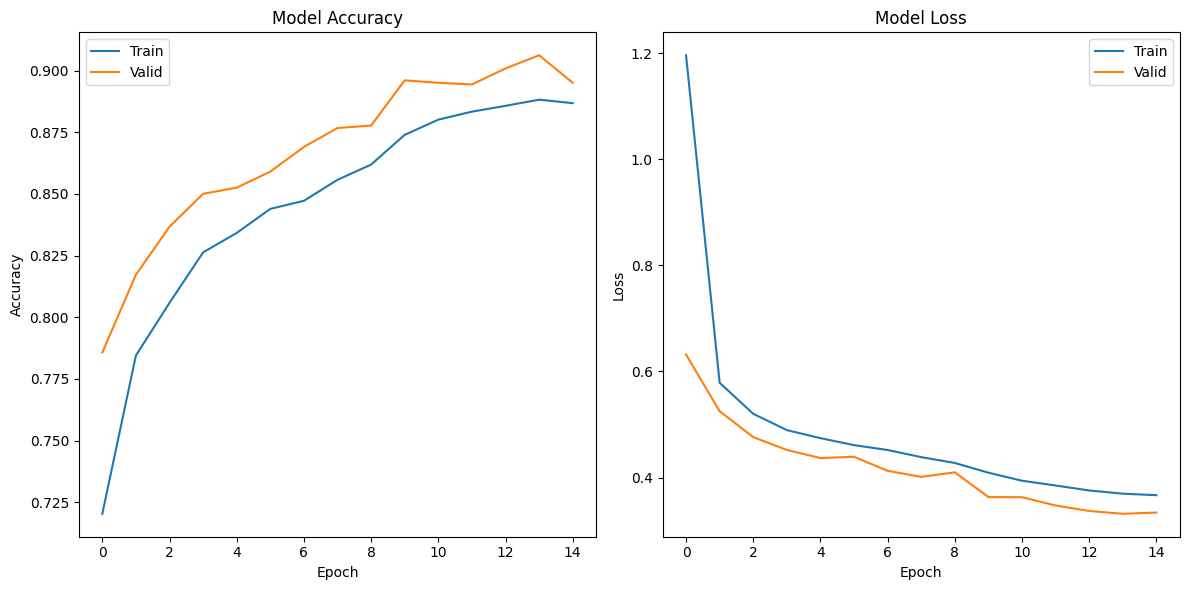 Model Accuracy
Train
Valid
0.900
0.875
0.850
0.825
0.800
0.775
0.750
0.725
Accuracy
0 2 4 6 8 10 12 14
Epoch
Model Loss
Train
Valid
1.2
1.0
0.8
0.6
0.4
Loss
0 2 4 6 8 10 12 14
Epoch